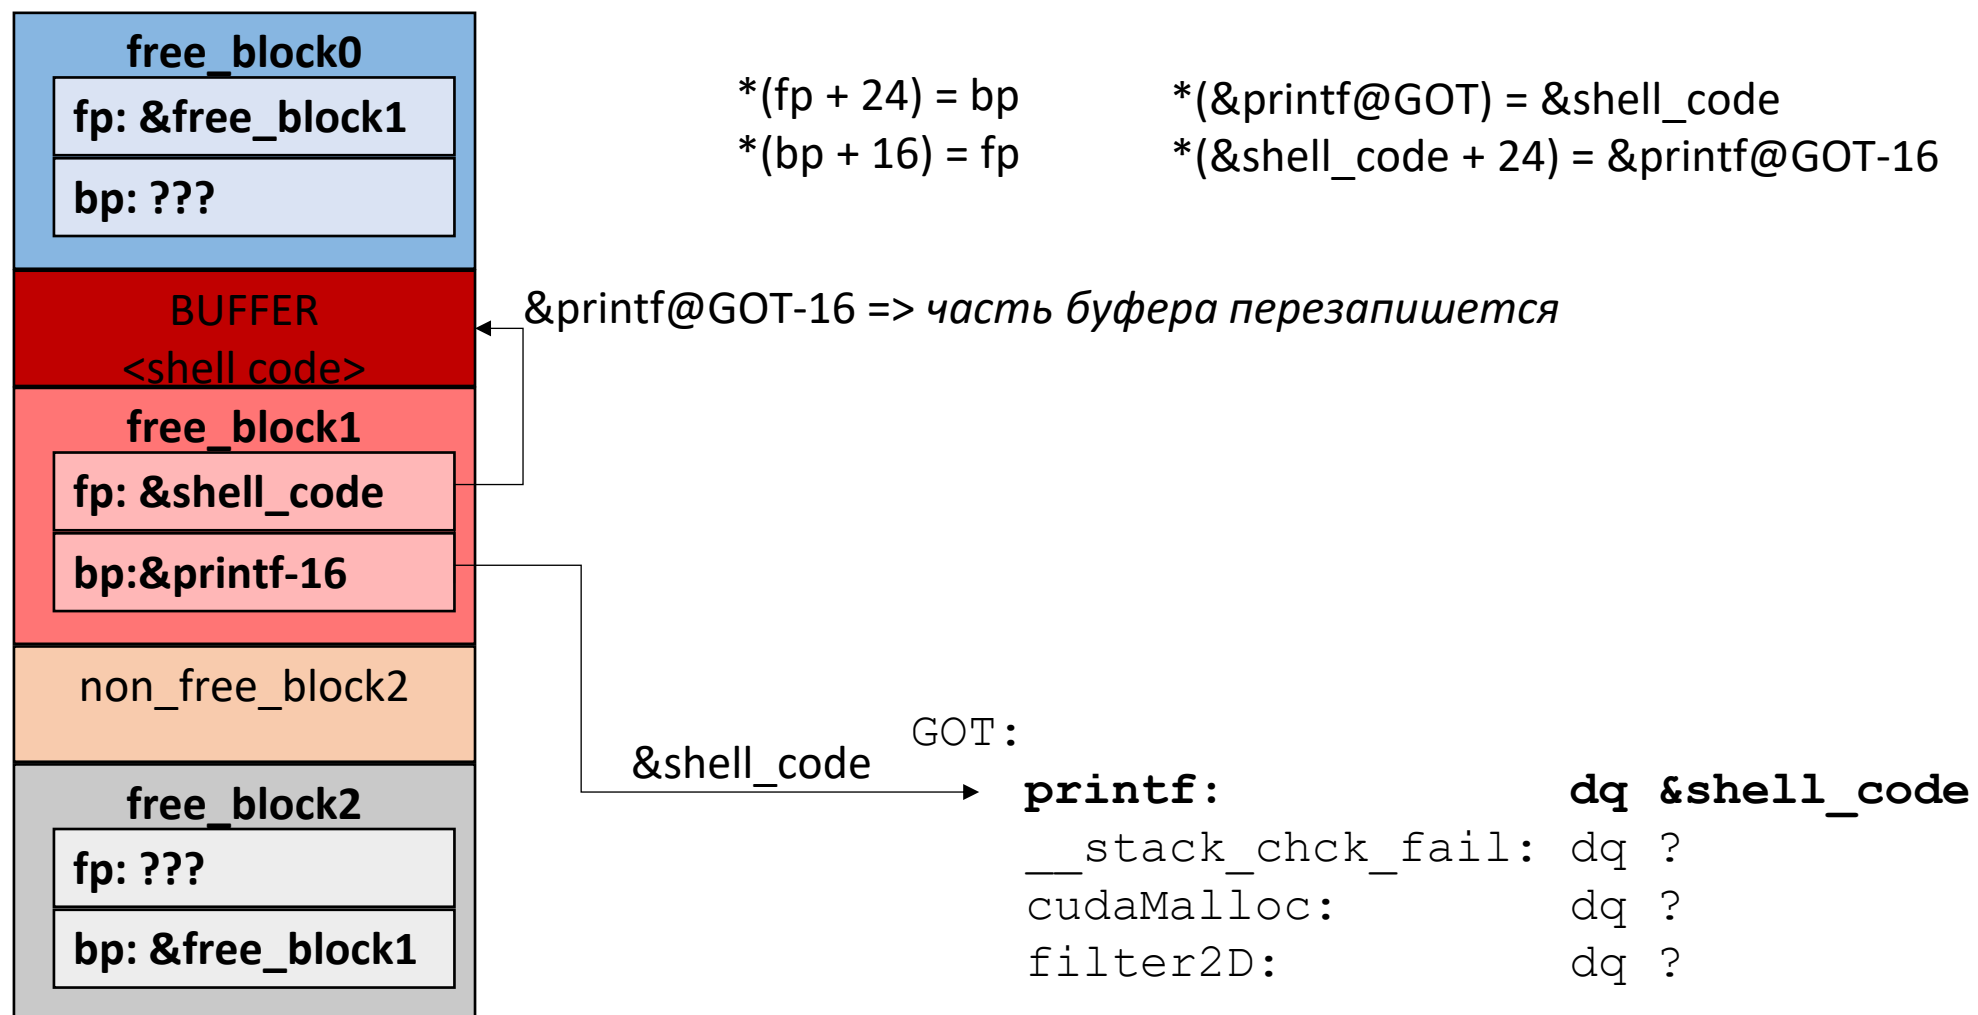 free_block0
fp: &free_block1
bp: ???
*(fp + 24) = bp
*(bp + 16) = fp
*(&printf@GOT) = &shell_code
*(&shell_code + 24) = &printf@GOT-16
BUFFER
<shell code>
&printf@GOT-16 => часть буфера перезапишется
free_block1
fp: &shell_code
bp:&printf-16
non_free_block2
free_block2
fp: ???
bp: &free_block1
&shell_code
GOT:
printf: dq &shell_code
__stack_chck_fail: dq ?
cudaMalloc: dq ?
filter2D: dq ?